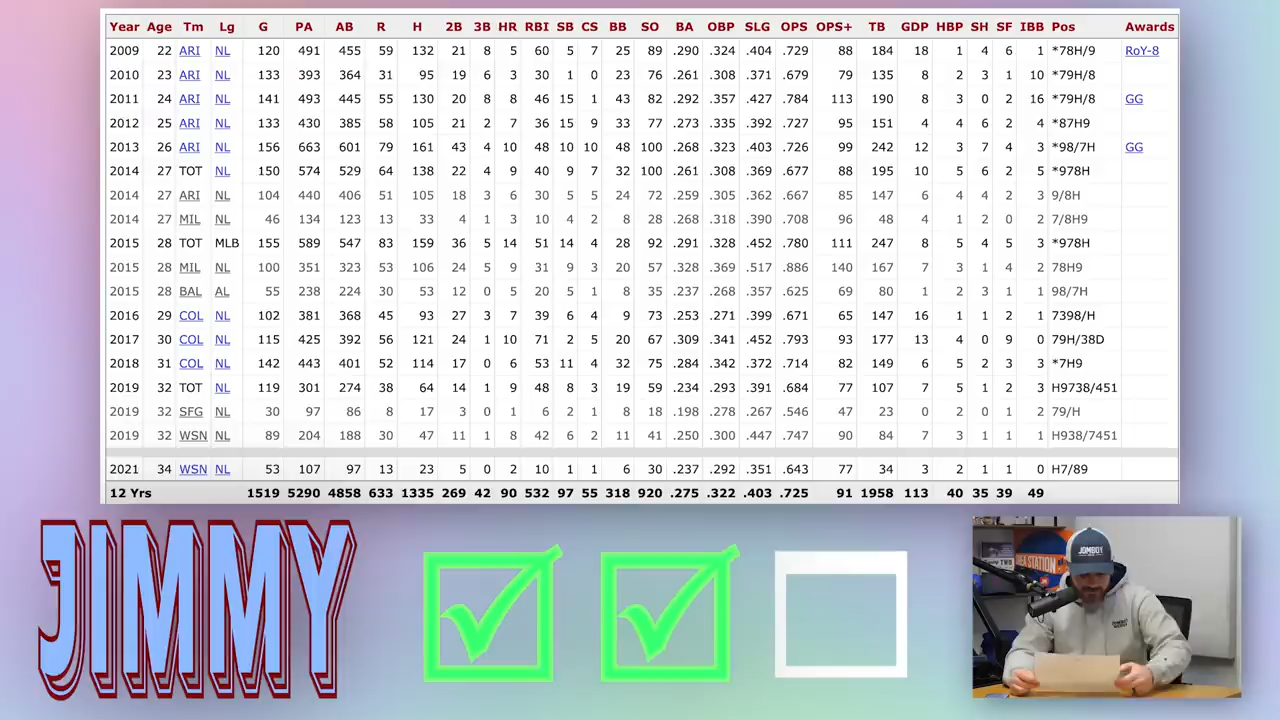 Year Age Tm Lg G PA AB R H 2B 3B HR RBI SB CS BB SO BA OBP SLG OPS OPS+ TB GDP HBP SH SF IBB Pos Awards
2009 22 ARI NL 120 491 455 59 132 21 8 5 60 5 7 25 89 .290 .324 .404 .729 88 184 18 1 4 6 1 *78H/9 RoY-8
2010 23 ARI NL 133 393 364 31 95 19 6 3 30 1 0 23 76 .261 .308 .371 .679 79 135 8 2 3 1 10 *79H/8
2011 24 ARI NL 141 493 445 55 130 20 8 8 46 15 1 43 82 .292 .357 .427 .784 113 190 8 3 0 2 16 *79H/8 GG
2012 25 ARI NL 133 430 385 58 105 21 2 7 36 15 9 33 77 .273 .335 .392 .727 95 151 4 4 6 2 4 *87H9
2013 26 ARI NL 156 663 601 79 161 43 4 10 48 10 10 48 100 .268 .323 .403 .726 99 242 12 3 7 4 3 *98/7H GG
2014 27 TOT NL 150 574 529 64 138 22 4 9 40 9 7 32 100 .261 .308 .369 .677 88 195 10 5 6 2 5 *978H
2014 27 ARI NL 104 440 406 51 105 18 3 6 30 5 5 24 72 .259 .305 .362 .667 85 147 6 4 4 2 3 9/8H
2014 27 MIL NL 46 134 123 13 33 4 1 3 10 4 2 8 28 .268 .318 .390 .708 96 48 4 1 2 0 2 7/8H9
2015 28 TOT MLB 155 589 547 83 159 36 5 14 51 14 4 28 92 .291 .328 .452 .780 111 247 8 5 4 5 3 *978H
2015 28 MIL NL 100 351 323 53 106 24 5 9 31 9 3 20 57 .328 .369 .517 .886 140 167 7 3 1 4 2 78H9
2015 28 BAL AL 55 238 224 30 53 12 0 5 20 5 1 8 35 .237 .268 .357 .625 69 80 1 2 3 1 1 98/7H
2016 29 COL NL 102 381 368 45 93 27 3 7 39 6 4 9 73 .253 .271 .399 .671 65 147 16 1 1 2 1 7398/H
2017 30 COL NL 115 425 392 56 121 24 1 10 71 2 2 20 67 .309 .341 .452 .793 93 177 13 4 0 9 0 79H/38D
2018 31 COL NL 142 443 401 52 114 17 0 6 53 11 4 32 75 .284 .342 .372 .714 82 149 6 5 2 3 3 *7H9
2019 32 TOT NL 119 301 274 38 64 14 1 9 48 8 3 19 59 .234 .293 .391 .684 77 107 7 5 1 2 3 H9738/451
2019 32 SFG NL 30 97 86 8 17 3 0 1 6 2 1 8 18 .198 .278 .267 .546 47 23 0 2 0 1 2 79/H
2019 32 WSN NL 89 204 188 30 47 11 1 8 42 6 2 11 41 .250 .300 .447 .747 90 84 7 3 1 1 1 H938/7451
2021 34 WSN NL 53 107 97 13 23 5 0 2 10 1 1 6 30 .237 .292 .351 .643 77 34 3 2 1 1 0 H7/89
12 Yrs 1519 5290 4858 633 1335 269 42 90 532 97 55 318 920 .275 .322 .403 .725 91 1958 113 40 35 39 49
JIMMY
JOMBOY